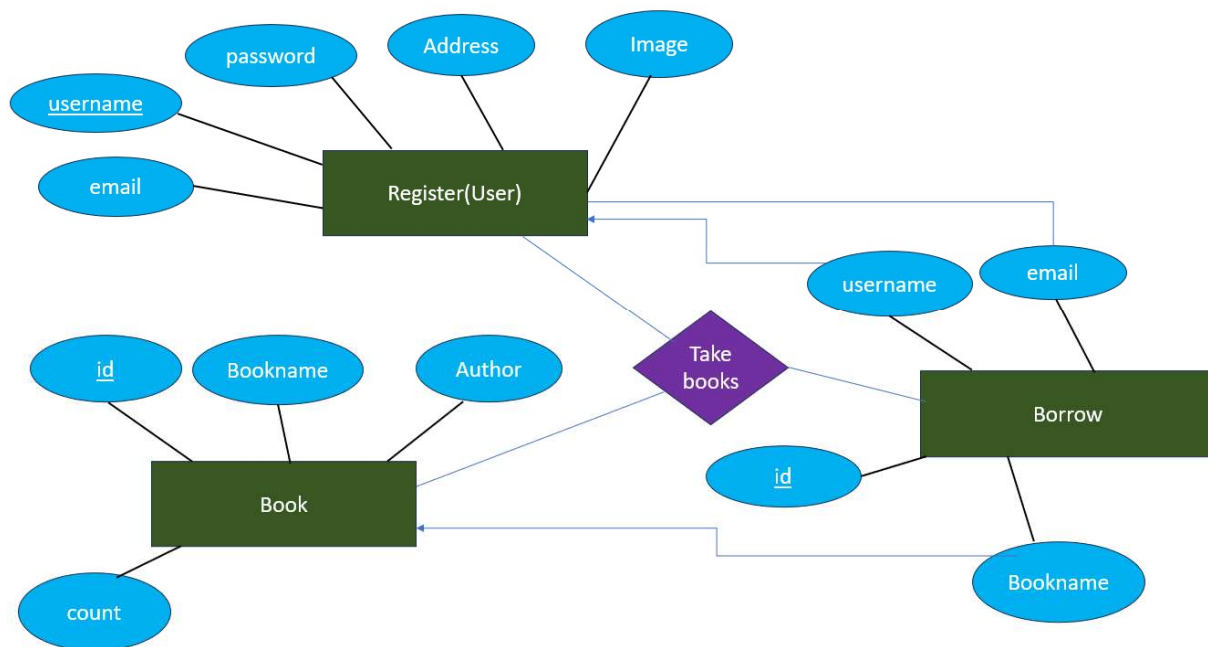 Address
Image
password
username
email
Register(User)
username
email
Take
books
id
Bookname
Author
Borrow
id
Book
Bookname
count